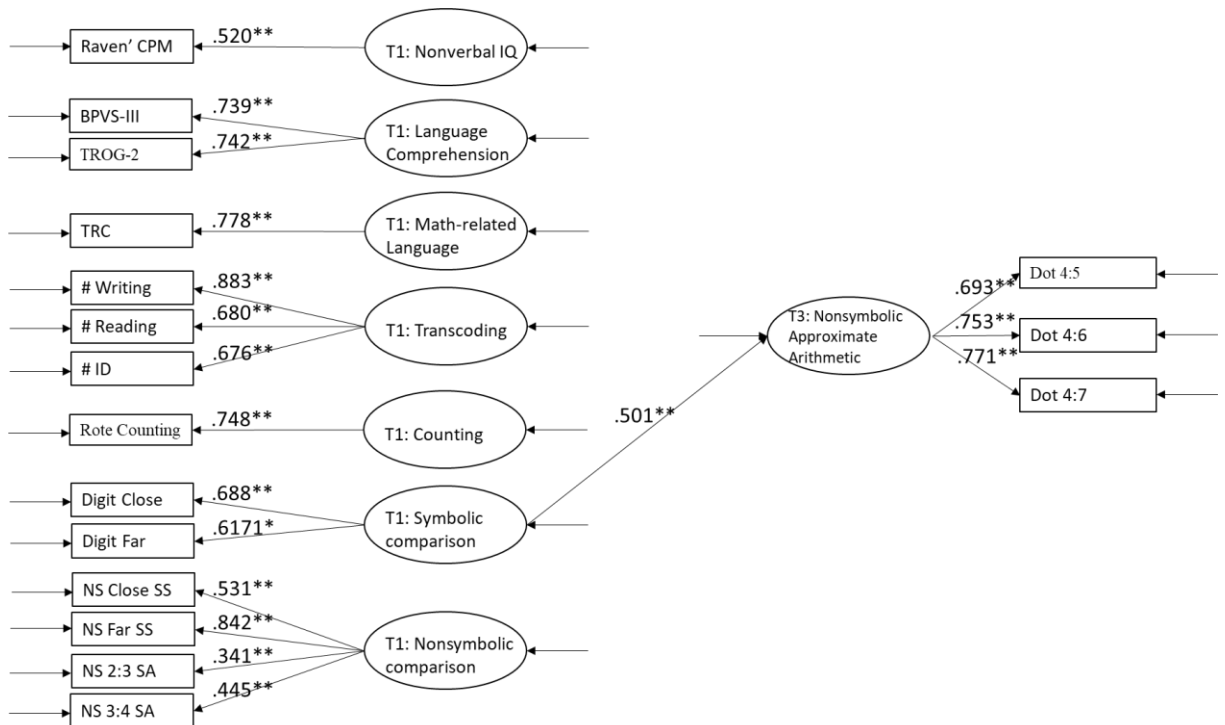 Raven' CPM
.520**
T1: Nonverbal IQ
BPVS-III
.739**
TROG-2
.742**
T1: Language
Comprehension
TRC
.778**
T1: Math-related
Language
# Writing
.883**
# Reading
.680**
# ID
.676**
T1: Transcoding
Rote Counting
.748**
T1: Counting
Digit Close
.688**
Digit Far
.6171*
T1: Symbolic
comparison
NS Close SS
.531**
NS Far SS
.842**
NS 2:3 SA
.341**
NS 3:4 SA
.445**
T1: Nonsymbolic
comparison
.501**
T3: Nonsymbolic
Approximate
Arithmetic
.693**
Dot 4:5
.753**
Dot 4:6
.771**
Dot 4:7